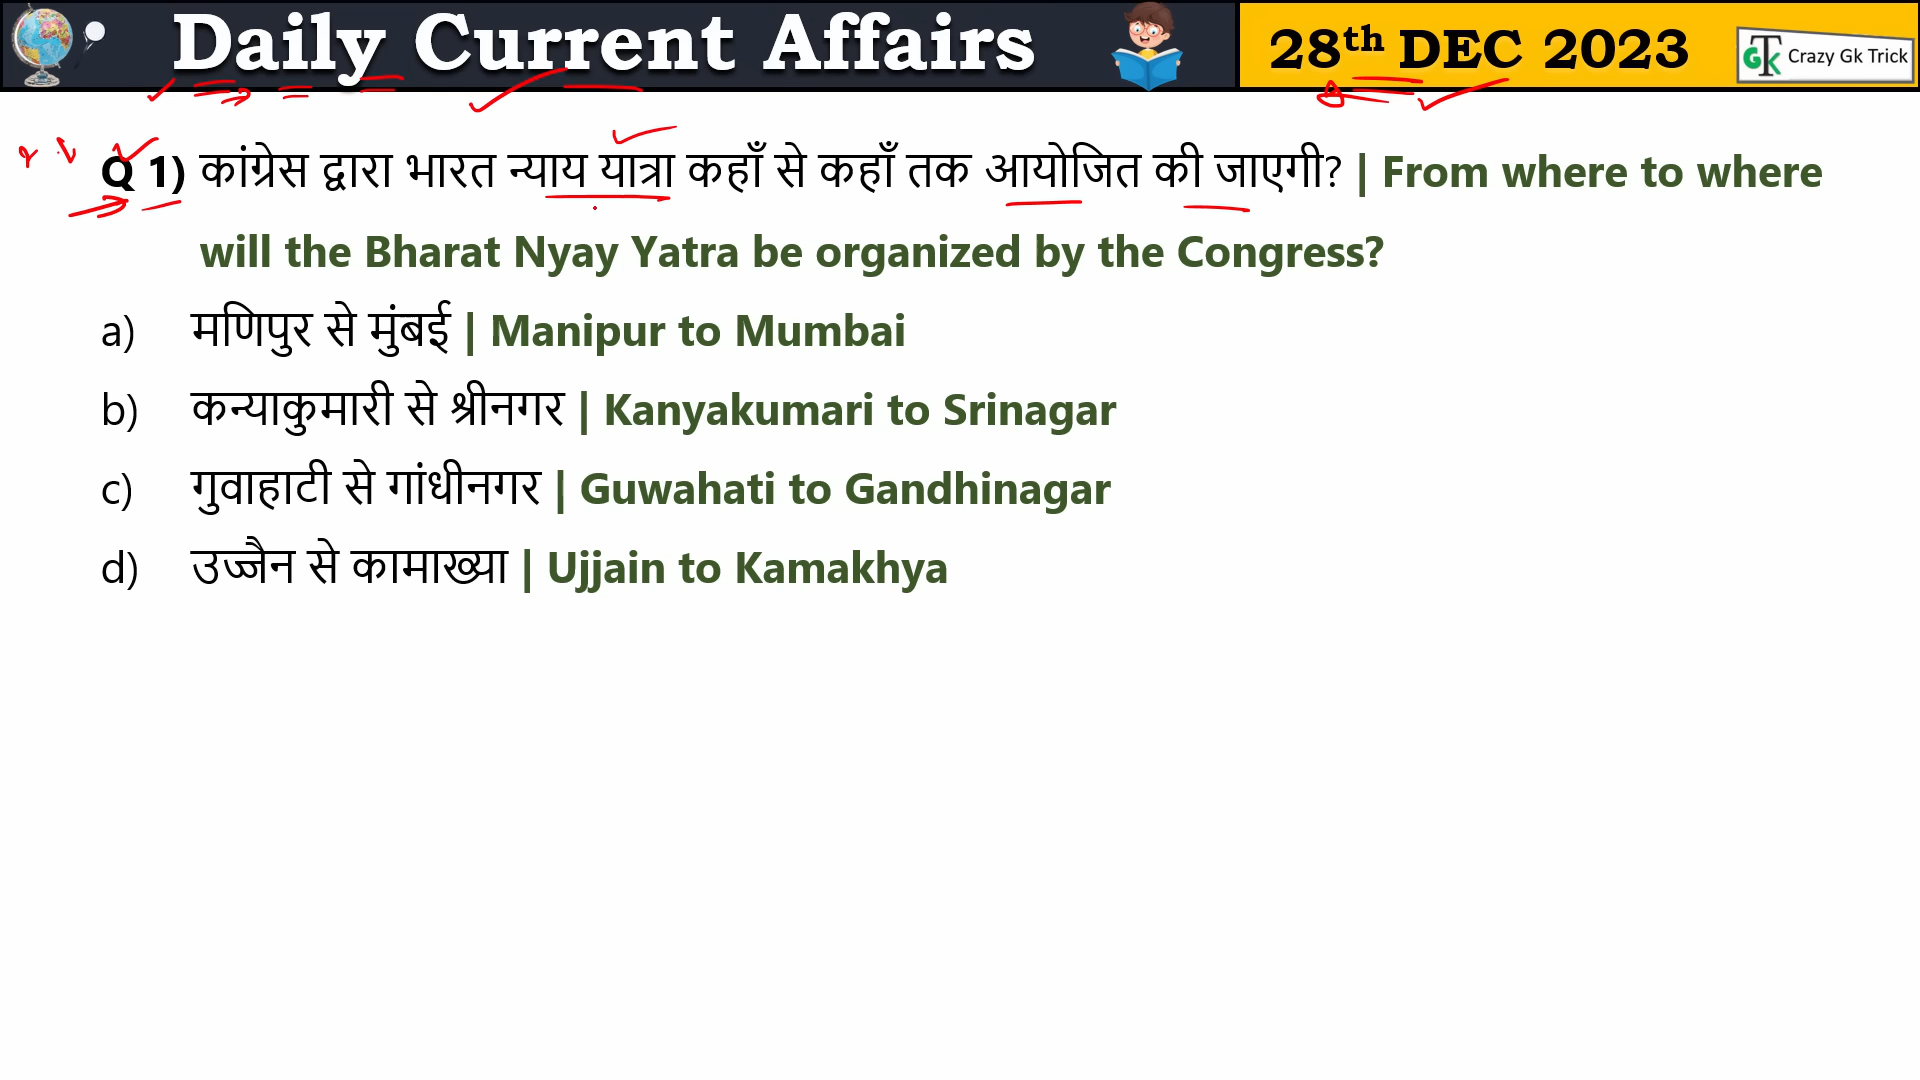 Daily Current Affairs
28th DEC 2023
GK Crazy Gk Trick
Q 1) कांग्रेस द्वारा भारत न्याय यात्रा कहाँ से कहाँ तक आयोजित की जाएगी? | From where to where
will the Bharat Nyay Yatra be organized by the Congress?
a) मणिपुर से मुंबई | Manipur to Mumbai
b) कन्याकुमारी से श्रीनगर | Kanyakumari to Srinagar
c) गुवाहाटी से गांधीनगर | Guwahati to Gandhinagar
d) उज्जैन से कामाख्या | Ujjain to Kamakhya